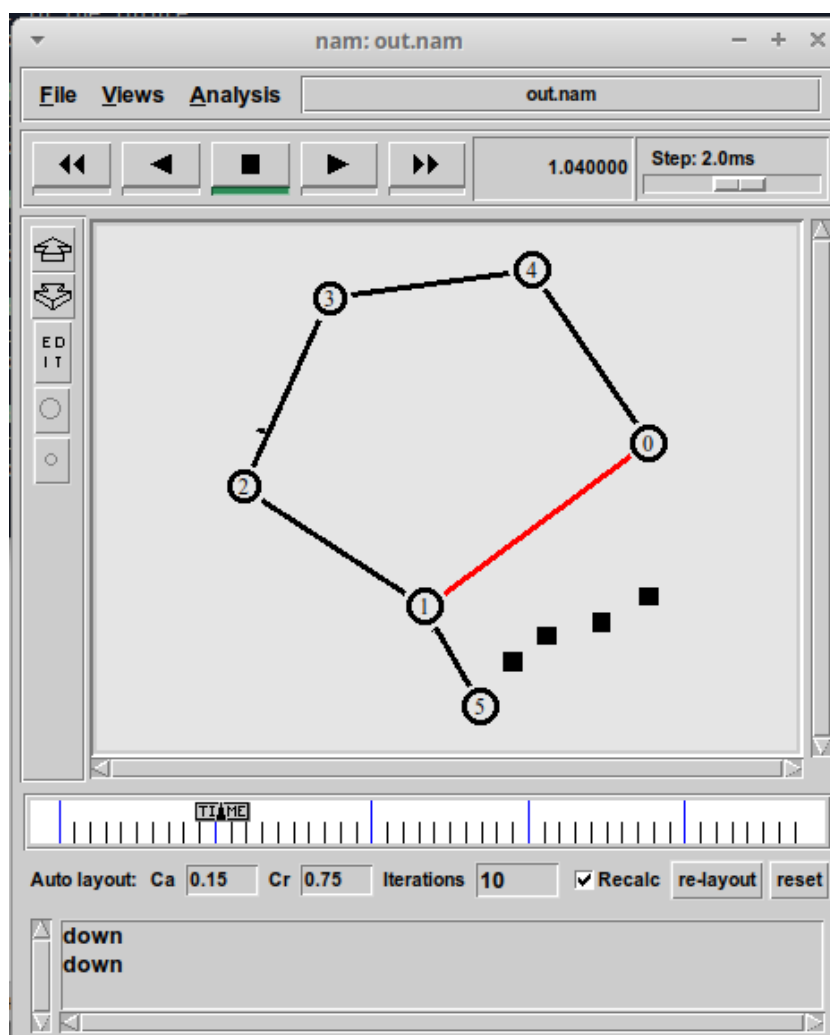 nam: out.nam
File Views Analysis out.nam
1.040000 Step: 2.0ms
4
3
E D
I T
0
2
1
5
TIME
Auto layout: Ca 0.15 Cr 0.75 Iterations 10 Recalc re-layout reset
down
down